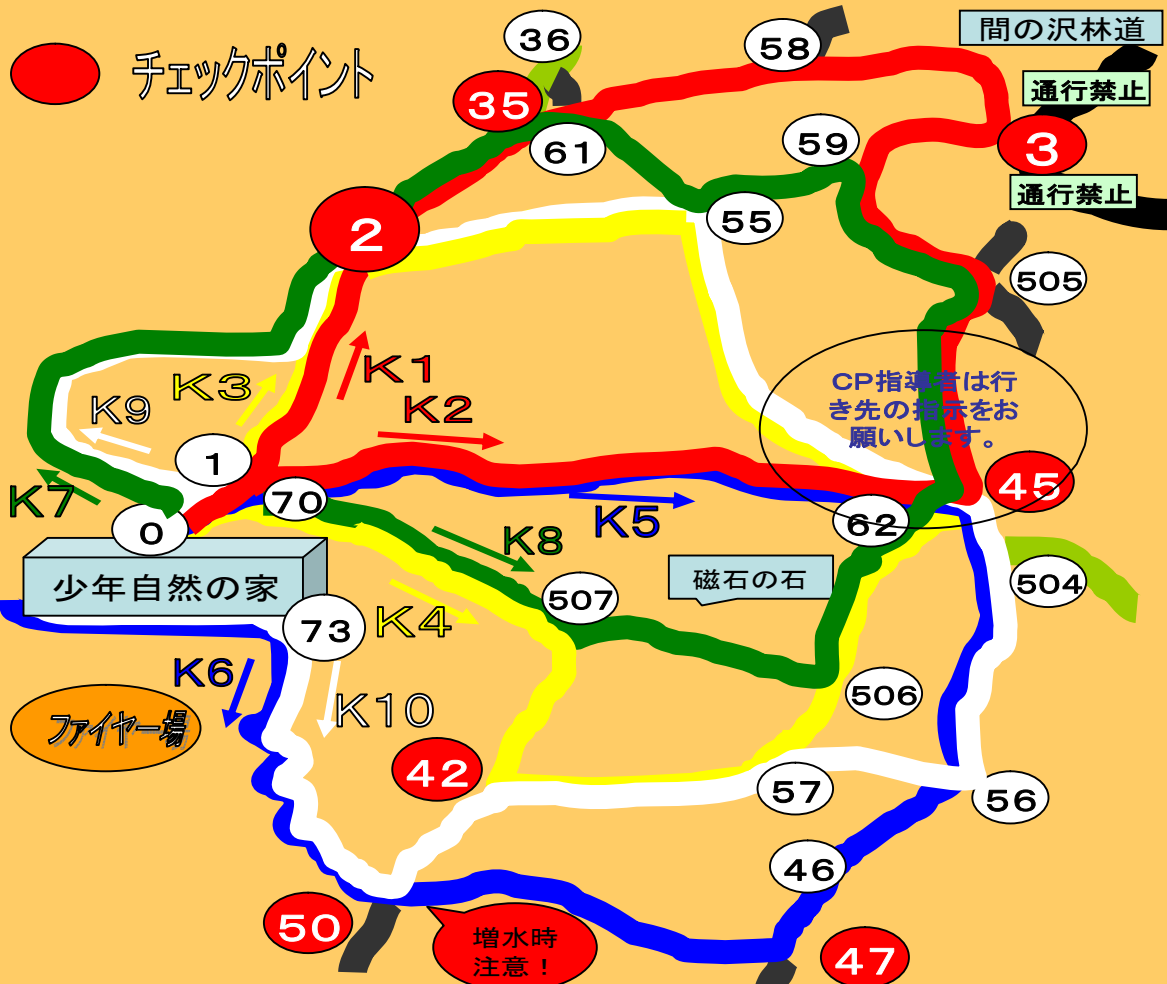 間の沢林道
36
58
チェックポイント
通行禁止
35
59
3
61
通行禁止
55
2
505
K1
CP指導者は行
き先の指示をお
願いします。
K3
K2
K9
1
45
K7
70
0
K5
62
K8
磁石の石
504
少年自然の家
507
K4
73
K6
506
K10
ファイヤー場
42
57
56
46
50
増水時
注意！
47